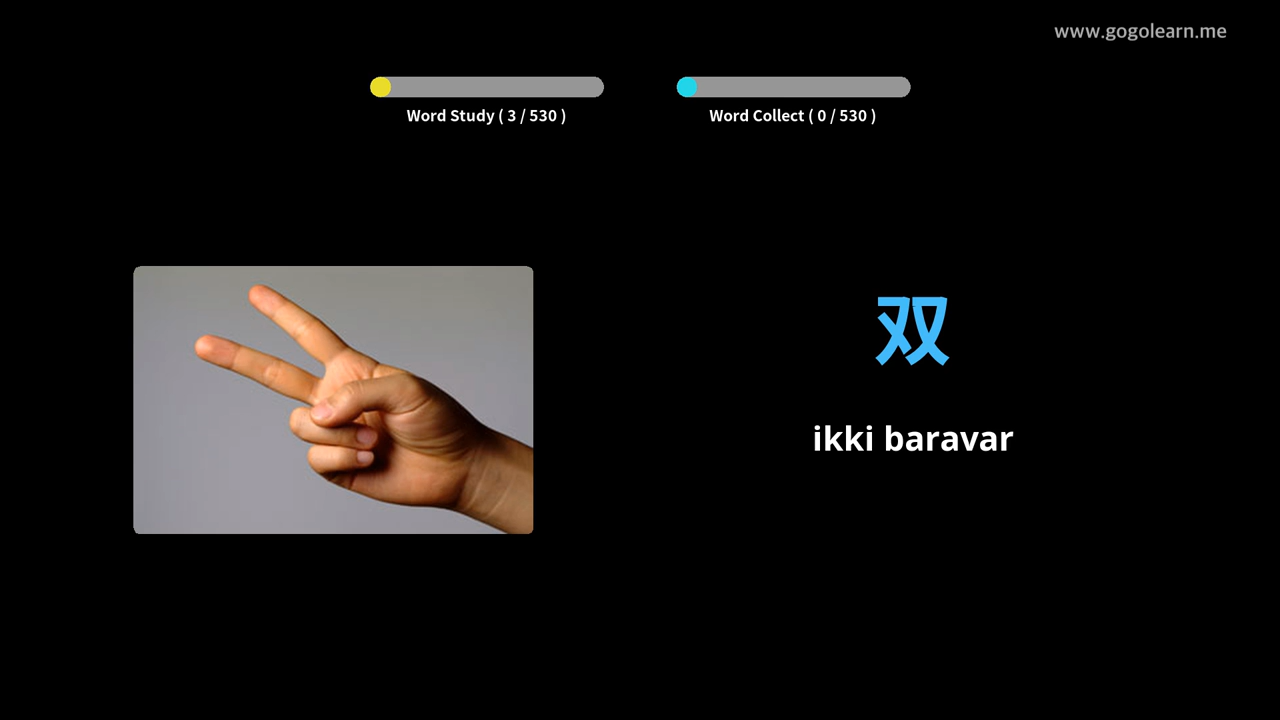 www.gogolearn.me
Word Study ( 3 / 530 )
Word Collect ( 0 / 530 )
双
ikki baravar